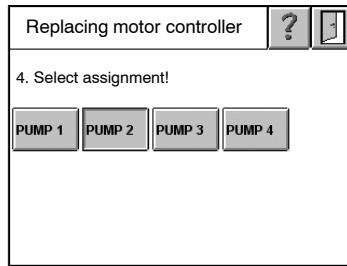 Replacing motor controller ?
4. Select assignment!
PUMP 1 PUMP 2 PUMP 3 PUMP 4